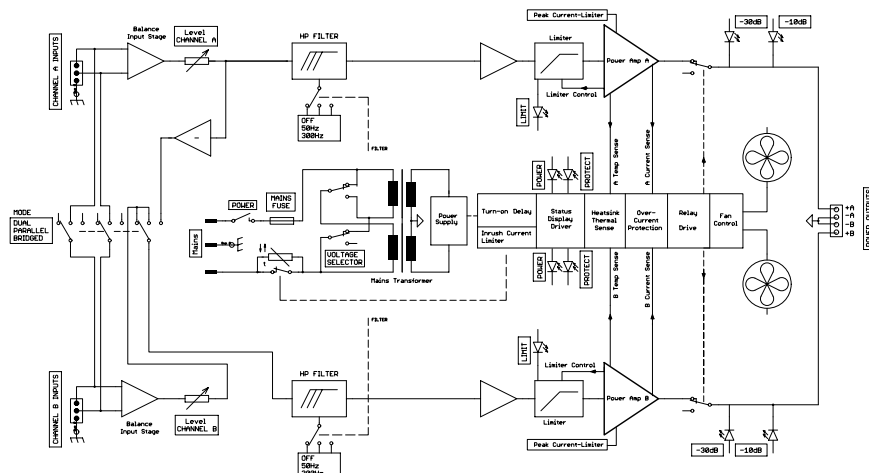 -30dB
-10dB
Peak Current-Limiter
Balance
Input Stage
Level
CHANNEL A
HP FILTER
Limiter
Power Amp A
CHANNEL A INPUTS
Limiter Control
LIMIT
OFF
50Hz
300Hz
FILTER
A Temp Sense
A Current Sense
POWER
PROTECT
MODE
DUAL
PARALLEL
BRIDGED
POWER
MAINS
FUSE
Mains
VOLTAGE
SELECTOR
Mains Transformer
Power
Supply
Turn-on Delay
Inrush Current
Limiter
Status
Display
Driver
Heatsink
Thermal
Sense
Over-
Current
Protection
Relay
Drive
Fan
Control
+A
-A
-B
+B
POWER OUTPUTS
POWER
PROTECT
B Temp Sense
B Current Sense
FILTER
LIMIT
Limiter Control
HP FILTER
CHANNEL B INPUTS
Balance
Input Stage
Level
CHANNEL B
Limiter
Power Amp B
Peak Current-Limiter
OFF
50Hz
-30dB
-10dB